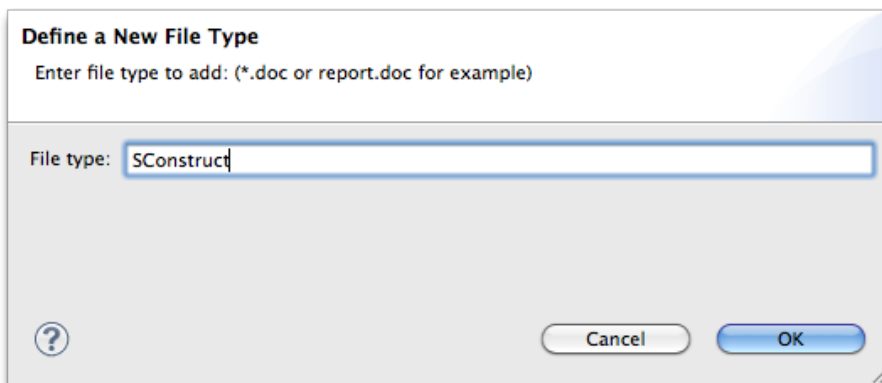 Define a New File Type
Enter file type to add: (*.doc or report.doc for example)
File type: SConstruct
?
Cancel OK